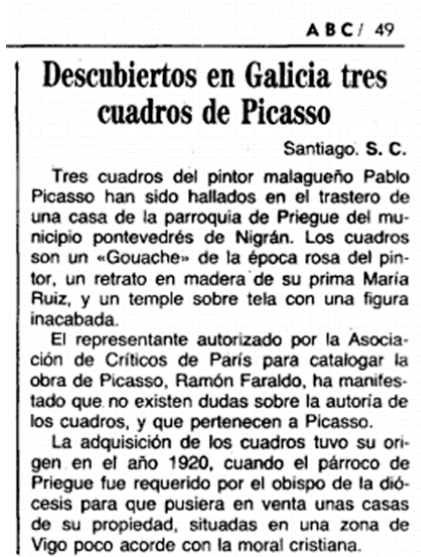 ABC/ 49
Descubiertos en Galicia tres
cuadros de Picasso
Santiago. S. C.
Tres cuadros del pintor malagueño Pablo
Picasso han sido hallados en el trastero de
una casa de la parroquia de Priegue del mu-
nicipio pontevedrés de Nigrán. Los cuadros
son un «Gouache» de la época rosa del pin-
tor, un retrato en madera de su prima María
Ruiz, y un temple sobre tela con una figura
inacabada.
El representante autorizado por la Asocia-
ción de Críticos de París para catalogar la
obra de Picasso, Ramón Faraldo, ha manifes-
tado que no existen dudas sobre la autoría de
los cuadros, y que pertenecen a Picasso.
La adquisición de los cuadros tuvo su ori-
gen en el año 1920, cuando el párroco de
Priegue fue requerido por el obispo de la dió-
cesis para que pusiera en venta unas casas
de su propiedad, situadas en una zona de
Vigo poco acorde con la moral cristiana.